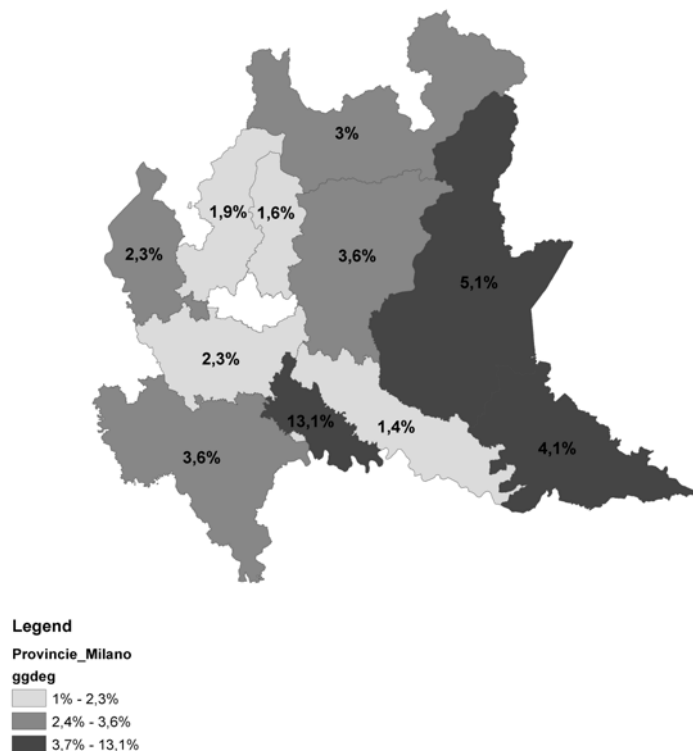 3%
1,9%
1,6%
2,3%
3,6%
5,1%
2,3%
13,1%
1,4%
4,1%
3,6%
Legend
Provincie_Milano
ggdeg
1% - 2,3%
2,4% - 3,6%
3,7% - 13,1%